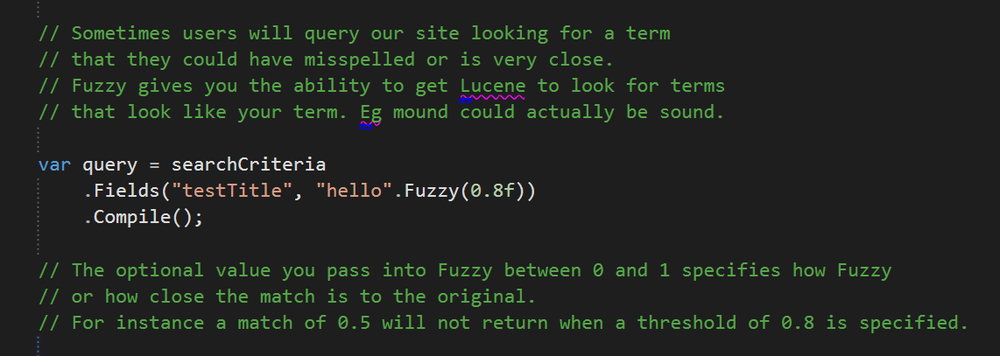 // Sometimes users will query our site looking for a term
// that they could have misspelled or is very close.
// Fuzzy gives you the ability to get Lucene to look for terms
// that look like your term. Eg mound could actually be sound.
var query = searchCriteria
.Fields("testTitle", "hello".Fuzzy(0.8f))
.Compile();
// The optional value you pass into Fuzzy between 0 and 1 specifies how Fuzzy
// or how close the match is to the original.
// For instance a match of 0.5 will not return when a threshold of 0.8 is specified.